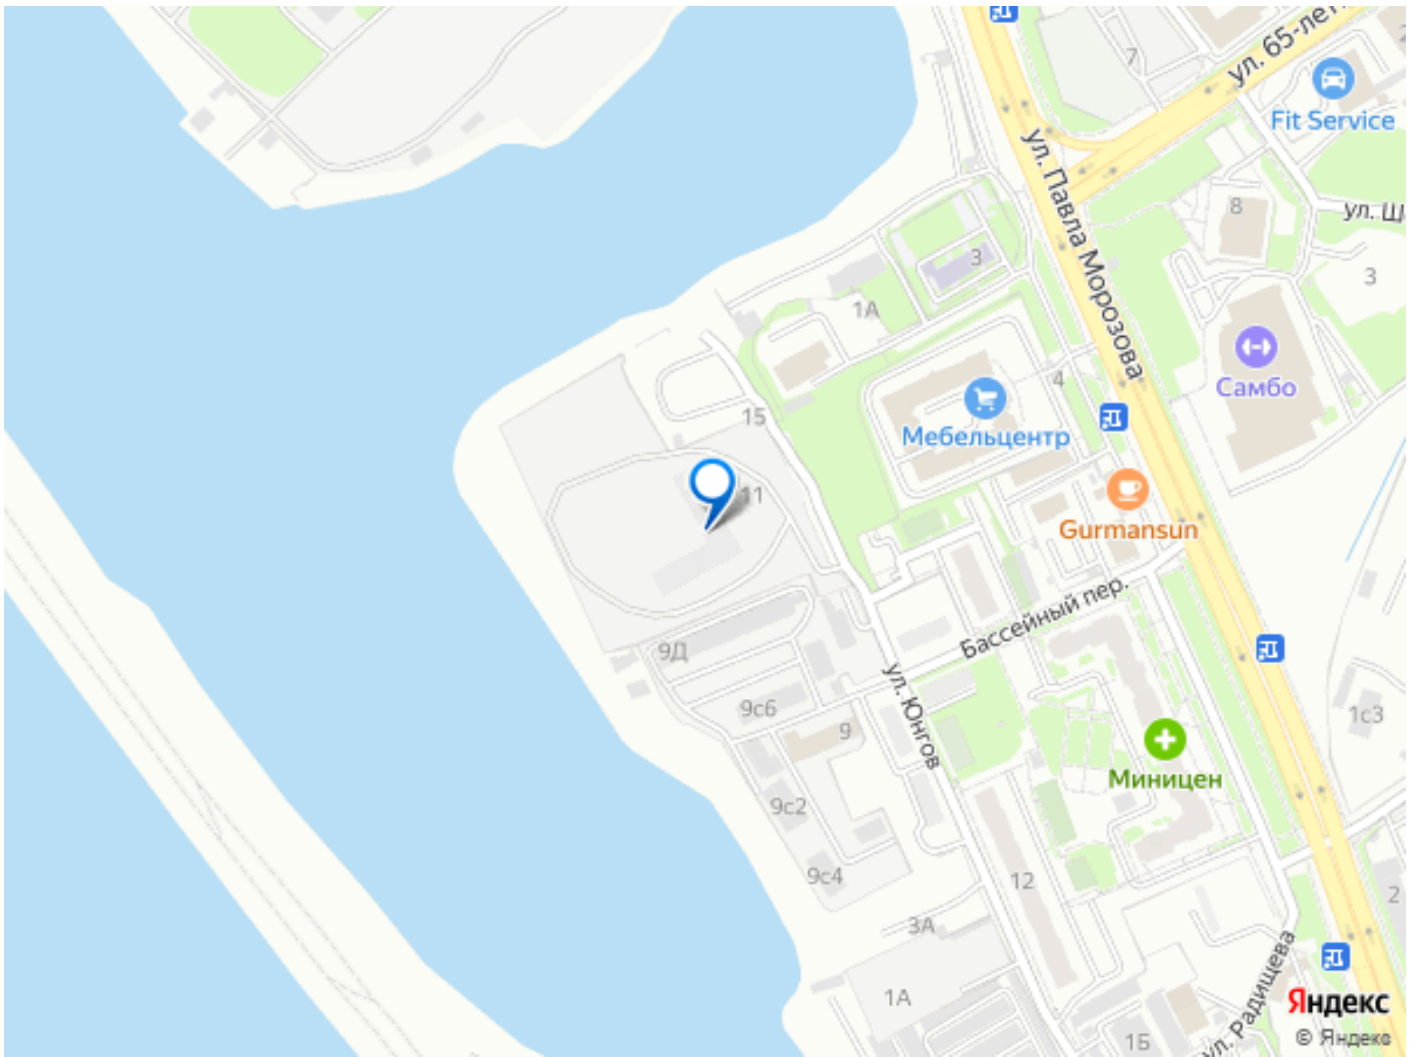 7
ул. 65-лет
2
Fit Service
ул. Павла Морозова
8
ул. Ш
3
3
1А
Самбо
4
Мебельцентр
15
11
Gurmansun
Бассейный пер.
9Д
ул. Юнгов
9с6
9
1с3
Миницен
9с2
9с4
12
2
3А
1А
ул. Радищева
1Б
Яндекс
© Яндекс